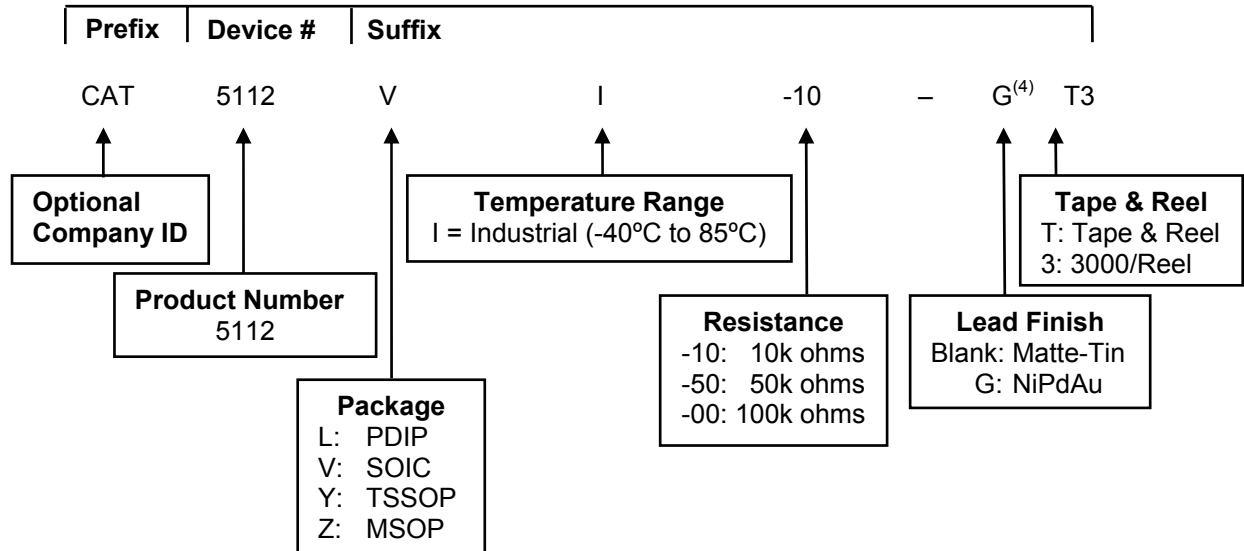 Prefix Device # Suffix
CAT 5112 V I -10 – G(4) T3
Optional
Company ID
Product Number
5112
Package
L: PDIP
V: SOIC
Y: TSSOP
Z: MSOP
Temperature Range
I = Industrial (-40ºC to 85ºC)
Resistance
-10: 10k ohms
-50: 50k ohms
-00: 100k ohms
Lead Finish
Blank: Matte-Tin
G: NiPdAu
Tape & Reel
T: Tape & Reel
3: 3000/Reel